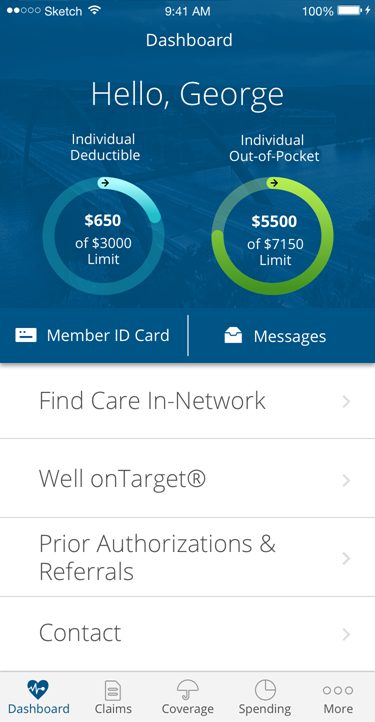 Sketch 9:41 AM 100%
Dashboard
Hello, George
Individual
Deductible
$650
of $3000
Limit
Individual
Out-of-Pocket
$5500
of $7150
Limit
Member ID Card
Messages
Find Care In-Network
Well onTarget®
Prior Authorizations &
Referrals
Contact
Dashboard Claims Coverage Spending More